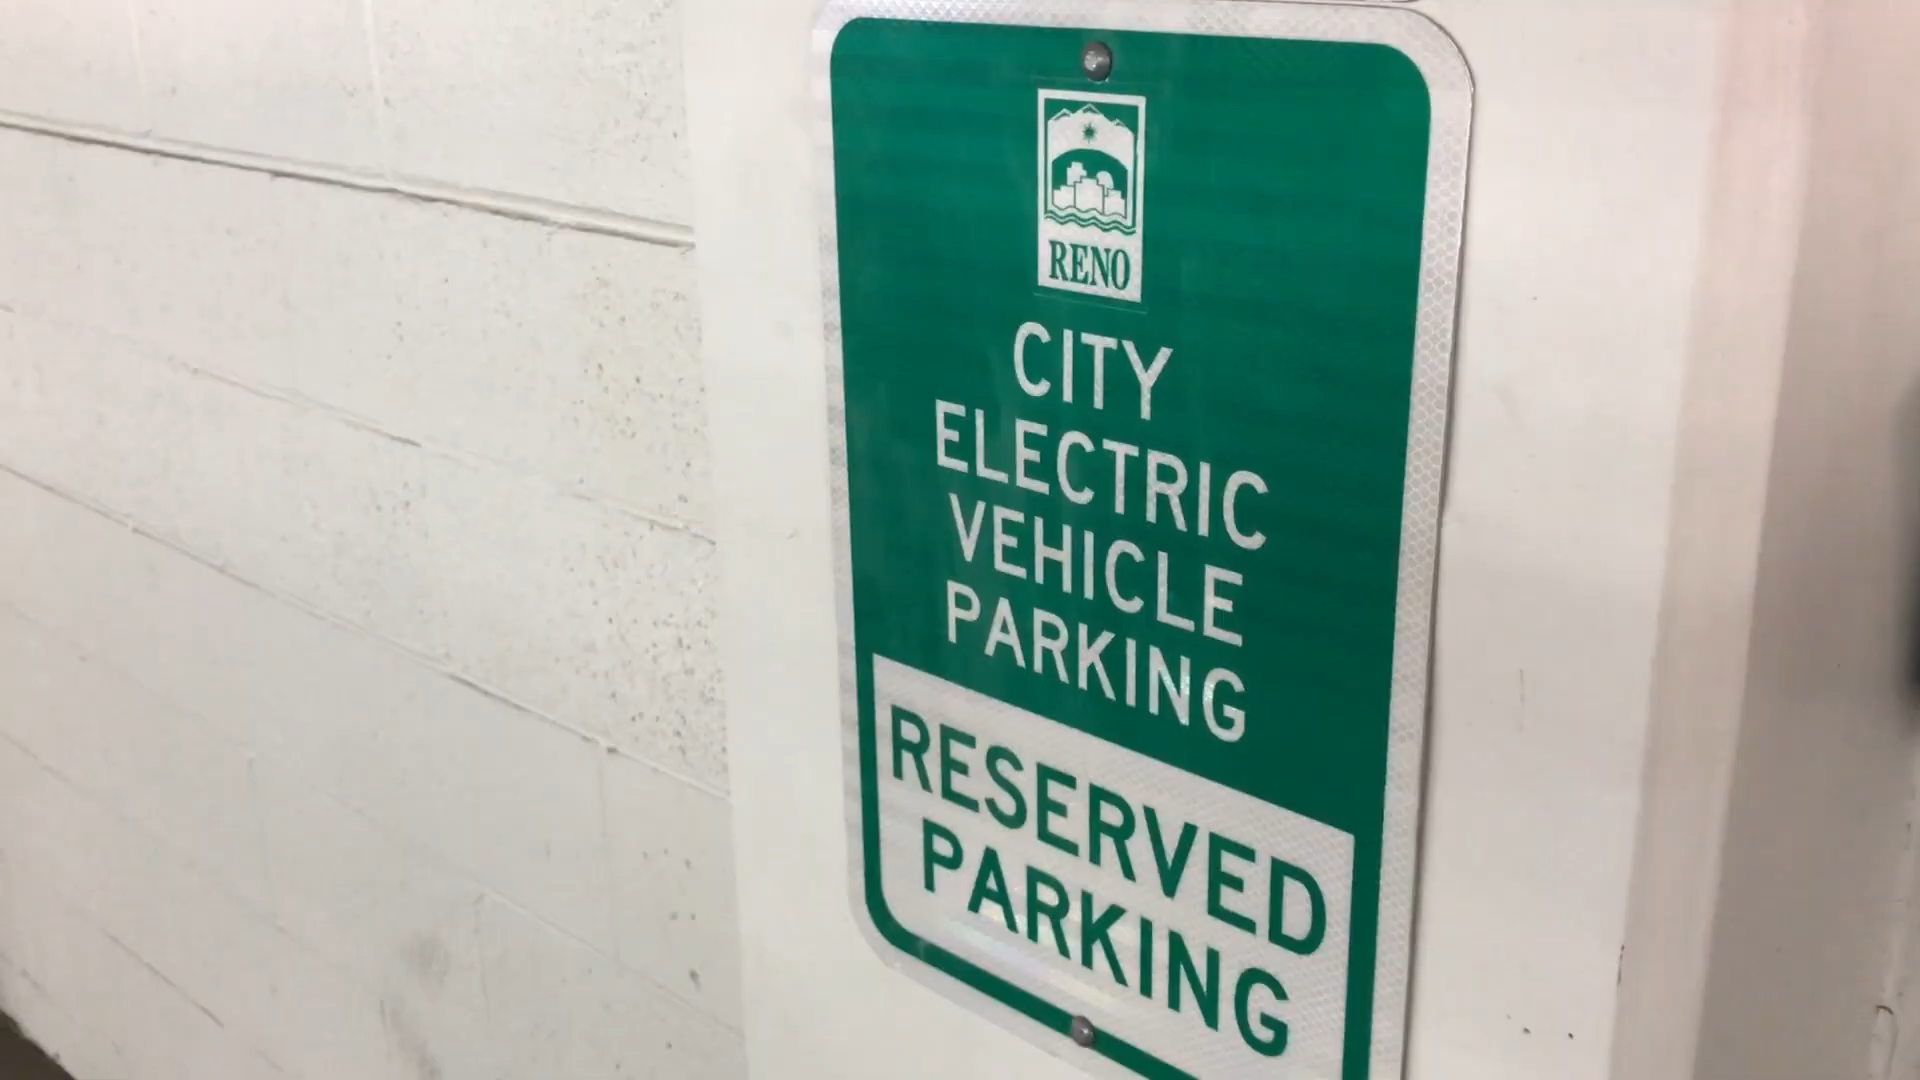 RENO
CITY
ELECTRIC
VEHICLE
PARKING
RESERVED
PARKING